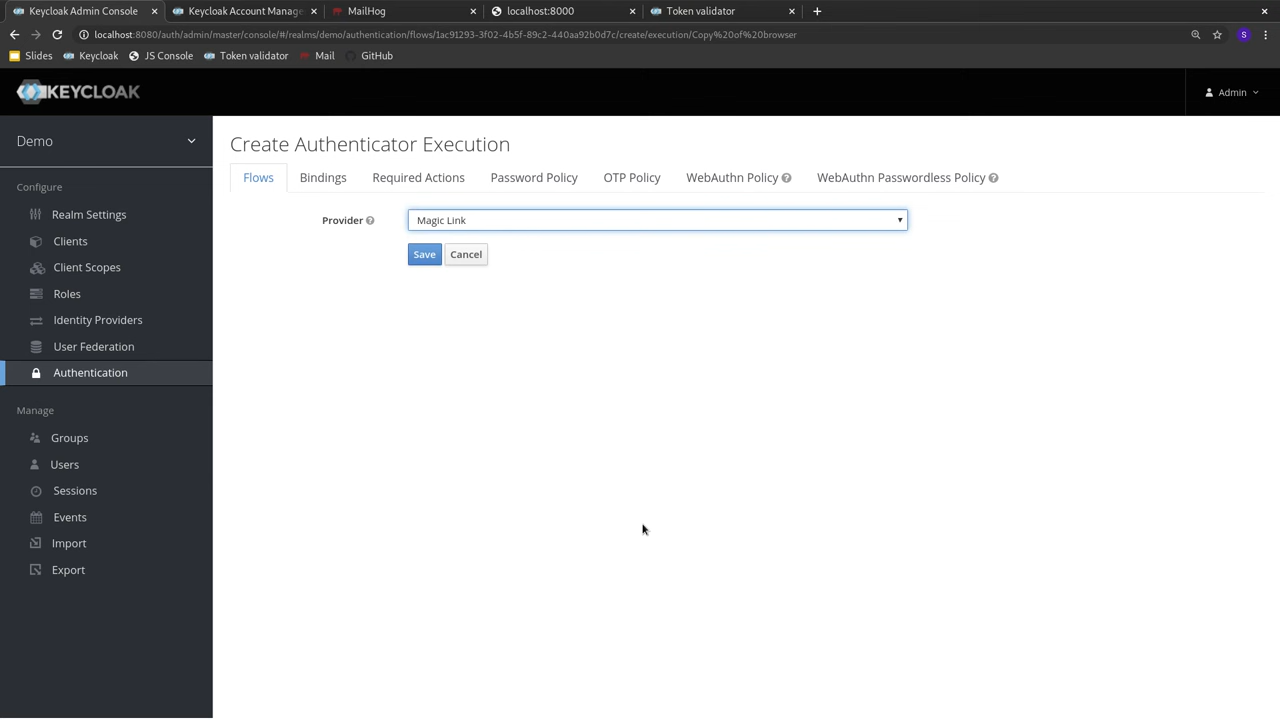 Keycloak Admin Console
Keycloak Account Manage
MailHog
localhost:8000
Token validator
localhost:8080/auth/admin/master/console/#/realms/demo/authentication/flows/1ac91293-3f02-4b5f-89c2-440aa92b0d7c/create/execution/Copy%20of%20browser
S
Slides
Keycloak
JS Console
Token validator
Mail
GitHub
KEYCLOAK
Admin
Demo
Configure
Realm Settings
Clients
Client Scopes
Roles
Identity Providers
User Federation
Authentication
Manage
Groups
Users
Sessions
Events
Import
Export
Create Authenticator Execution
Flows
Bindings
Required Actions
Password Policy
OTP Policy
WebAuthn Policy
WebAuthn Passwordless Policy
Provider
Magic Link
Save
Cancel